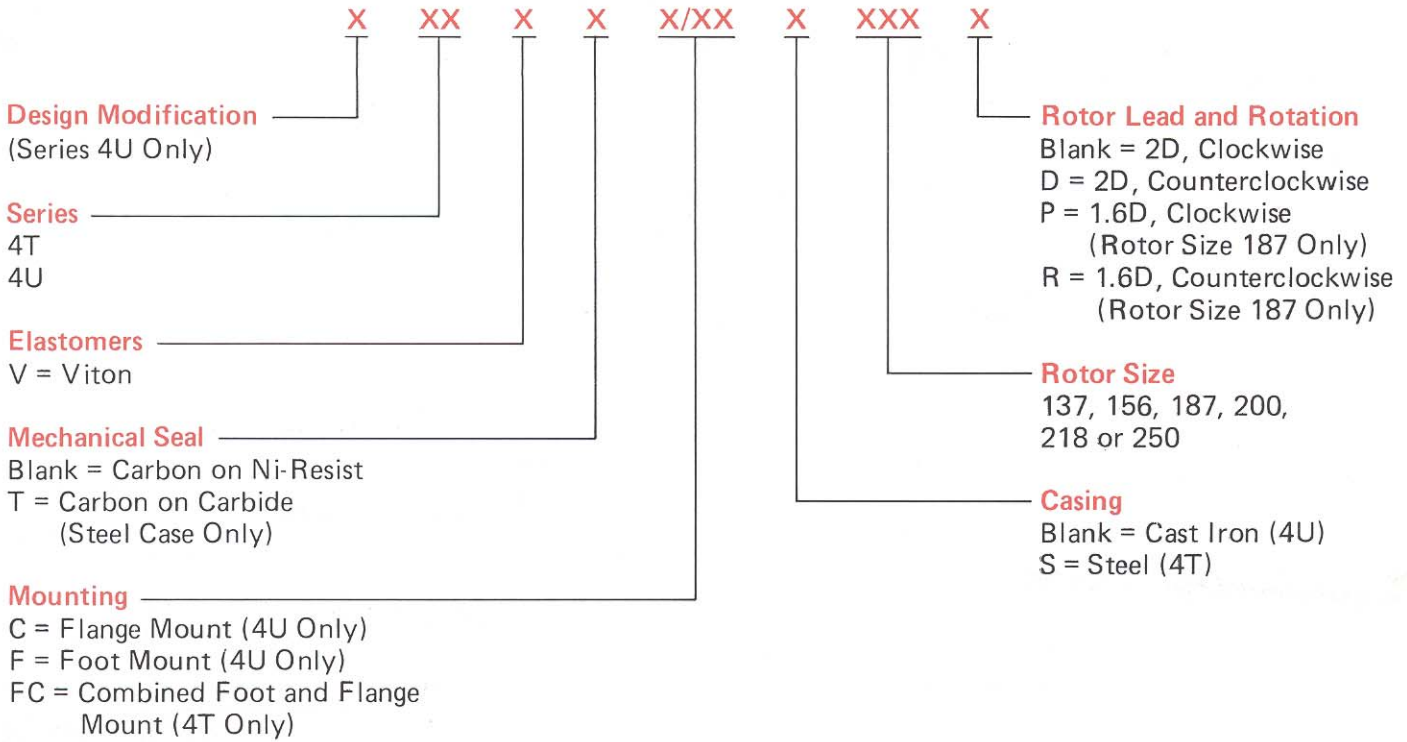 X XX X X X/XX X XXX X
Design Modification
(Series 4U Only)
Series
4T
4U
Elastomers
V = Viton
Mechanical Seal
Blank = Carbon on Ni-Resist
T = Carbon on Carbide
(Steel Case Only)
Mounting
C = Flange Mount (4U Only)
F = Foot Mount (4U Only)
FC = Combined Foot and Flange
Mount (4T Only)
Rotor Lead and Rotation
Blank = 2D, Clockwise
D = 2D, Counterclockwise
P = 1.6D, Clockwise
(Rotor Size 187 Only)
R = 1.6D, Counterclockwise
(Rotor Size 187 Only)
Rotor Size
137, 156, 187, 200,
218 or 250
Casing
Blank = Cast Iron (4U)
S = Steel (4T)